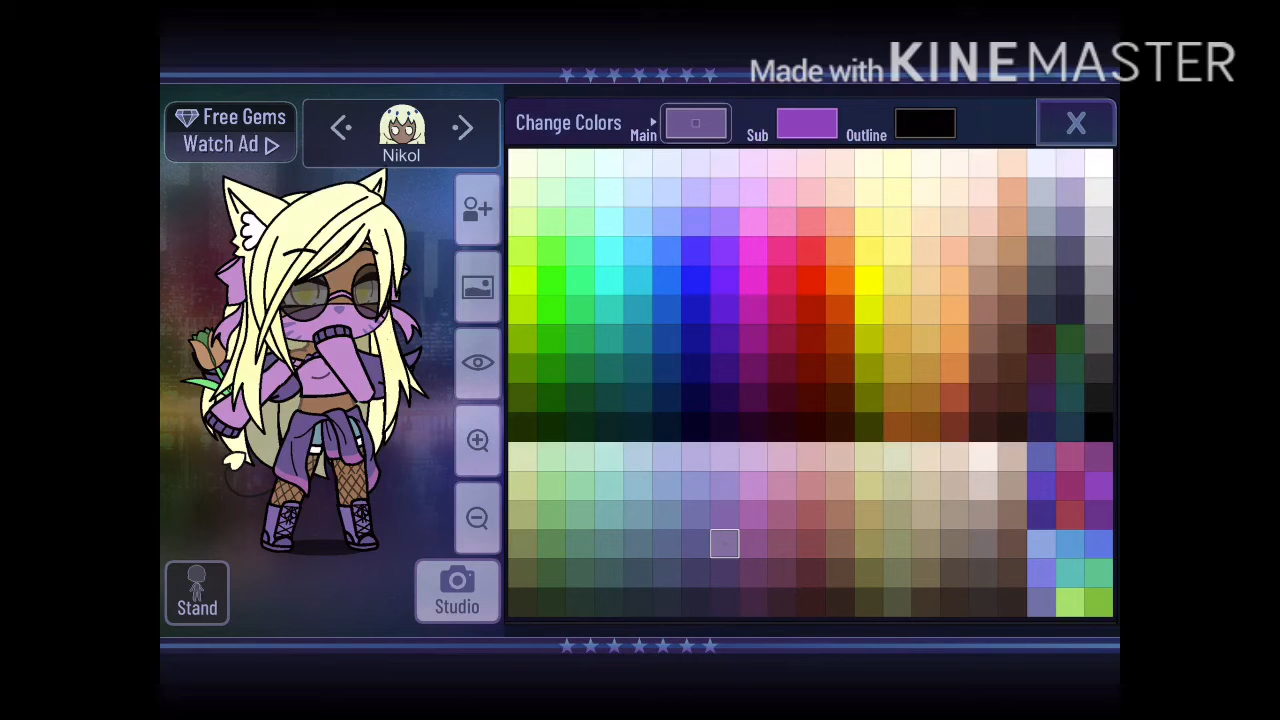 Made with KINEMASTER
Free Gems
Watch Ad
Nikol
Change Colors
Main
Sub
Outline
X
Stand
Studio